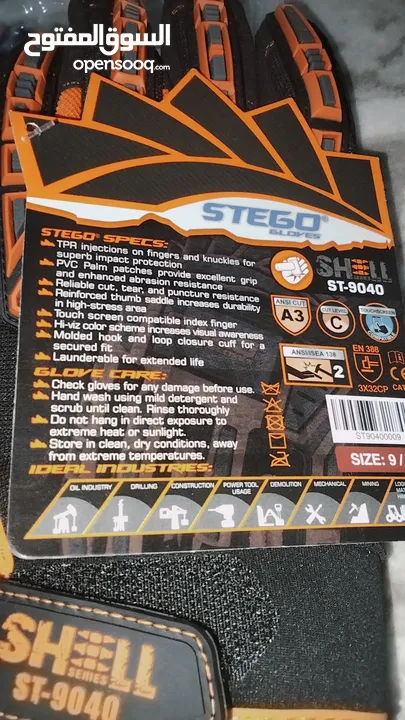 السوق المفتوح
opensooq.com
STEGO®
GLOVES
STEGO SPECS:
TPR injections on fingers and knuckles for
superb impact protection
PVC Palm patches provide excellent grip
and enhanced abrasion resistance
Reliable cut, tear, and puncture resistance
Reinforced thumb saddle increases durability
in high-stress area
Touch screen compatible index finger
Hi-viz color scheme increases visual awareness
Molded hook and loop closure cuff for a
secured fit
Launderable for extended life
GLOVE CARE:
Check gloves for any damage before use.
Hand wash using mild detergent and
scrub until clean. Rinse thoroughly
Do not hang in direct exposure to
extreme heat or sunlight.
Store in clean, dry conditions, away
from extreme temperatures.
SHELL
SERIES
ST-9040
ANSI CUT
A3
CUT LEVEL
C
TOUCHSCREEN
ANSI/ISEA 138
2
EN 388
3X32CP
CE
CAT
ST90400009
SIZE: 9 /
IDEAL INDUSTRIES:
OIL INDUSTRY
DRILLING
CONSTRUCTION
POWER TOOL
USAGE
DEMOLITION
MECHANICAL
MINING
SHELL
SERIES
ST-9040